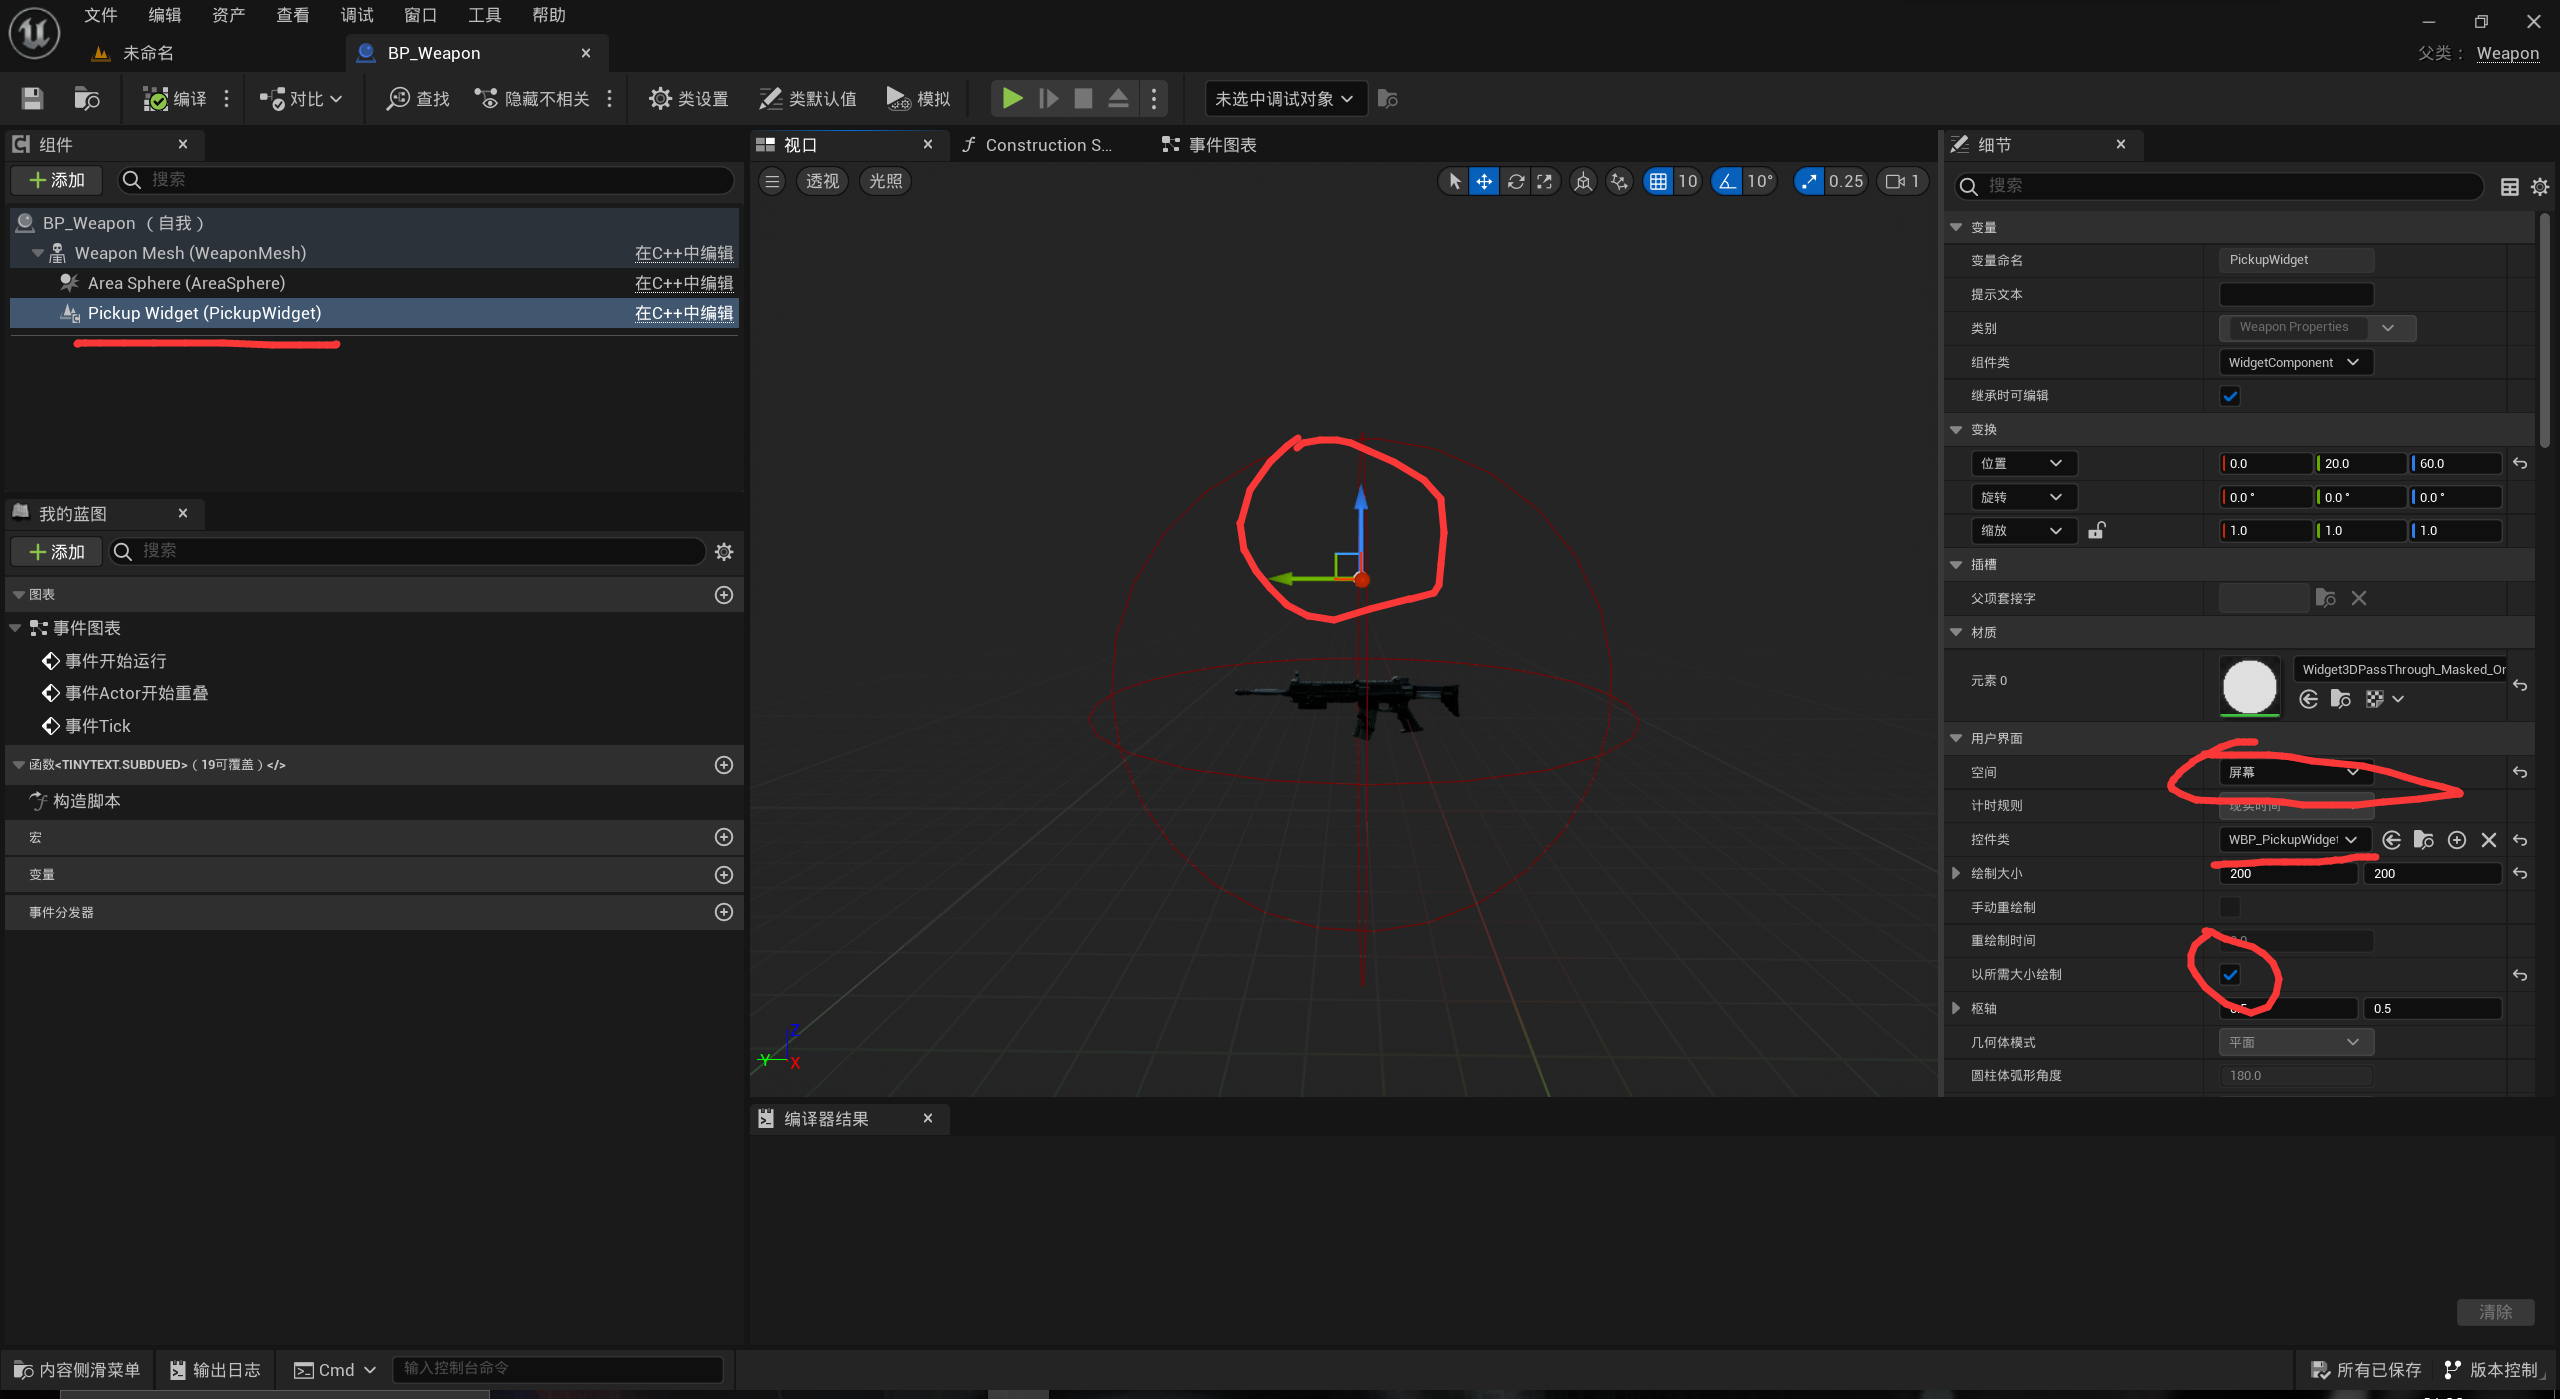 文件 编辑 资产 查看 调试 窗口 工具 帮助
未命名
BP_Weapon
父类： Weapon
编译
对比
查找
隐藏不相关
类设置
类默认值
模拟
未选中调试对象
组件
添加
搜索
BP_Weapon （自我）
Weapon Mesh (WeaponMesh) 在C++中编辑
Area Sphere (AreaSphere) 在C++中编辑
Pickup Widget (PickupWidget) 在C++中编辑
我的蓝图
添加
搜索
图表
事件图表
事件开始运行
事件Actor开始重叠
事件Tick
函数<TINYTEXT.SUBDUED>（19可覆盖）</>
构造脚本
宏
变量
事件分发器
视口
Construction S...
事件图表
透视
光照
10
10°
0.25
1
Z
Y
X
编译器结果
清除
细节
搜索
变量
变量命名 PickupWidget
提示文本
类别 Weapon Properties
组件类 WidgetComponent
继承时可编辑
变换
位置 0.0 20.0 60.0
旋转 0.0 ° 0.0 ° 0.0 °
缩放 1.0 1.0 1.0
插槽
父项套接字
材质
元素 0 Widget3DPassThrough_Masked_Or
用户界面
空间 屏幕
计时规则 现实时间
控件类 WBP_PickupWidget
绘制大小 200 200
手动重绘制
重绘制时间
以所需大小绘制
枢轴 0.5
几何体模式 平面
圆柱体弧形角度 180.0
内容侧滑菜单
输出日志
Cmd
输入控制台命令
所有已保存
版本控制